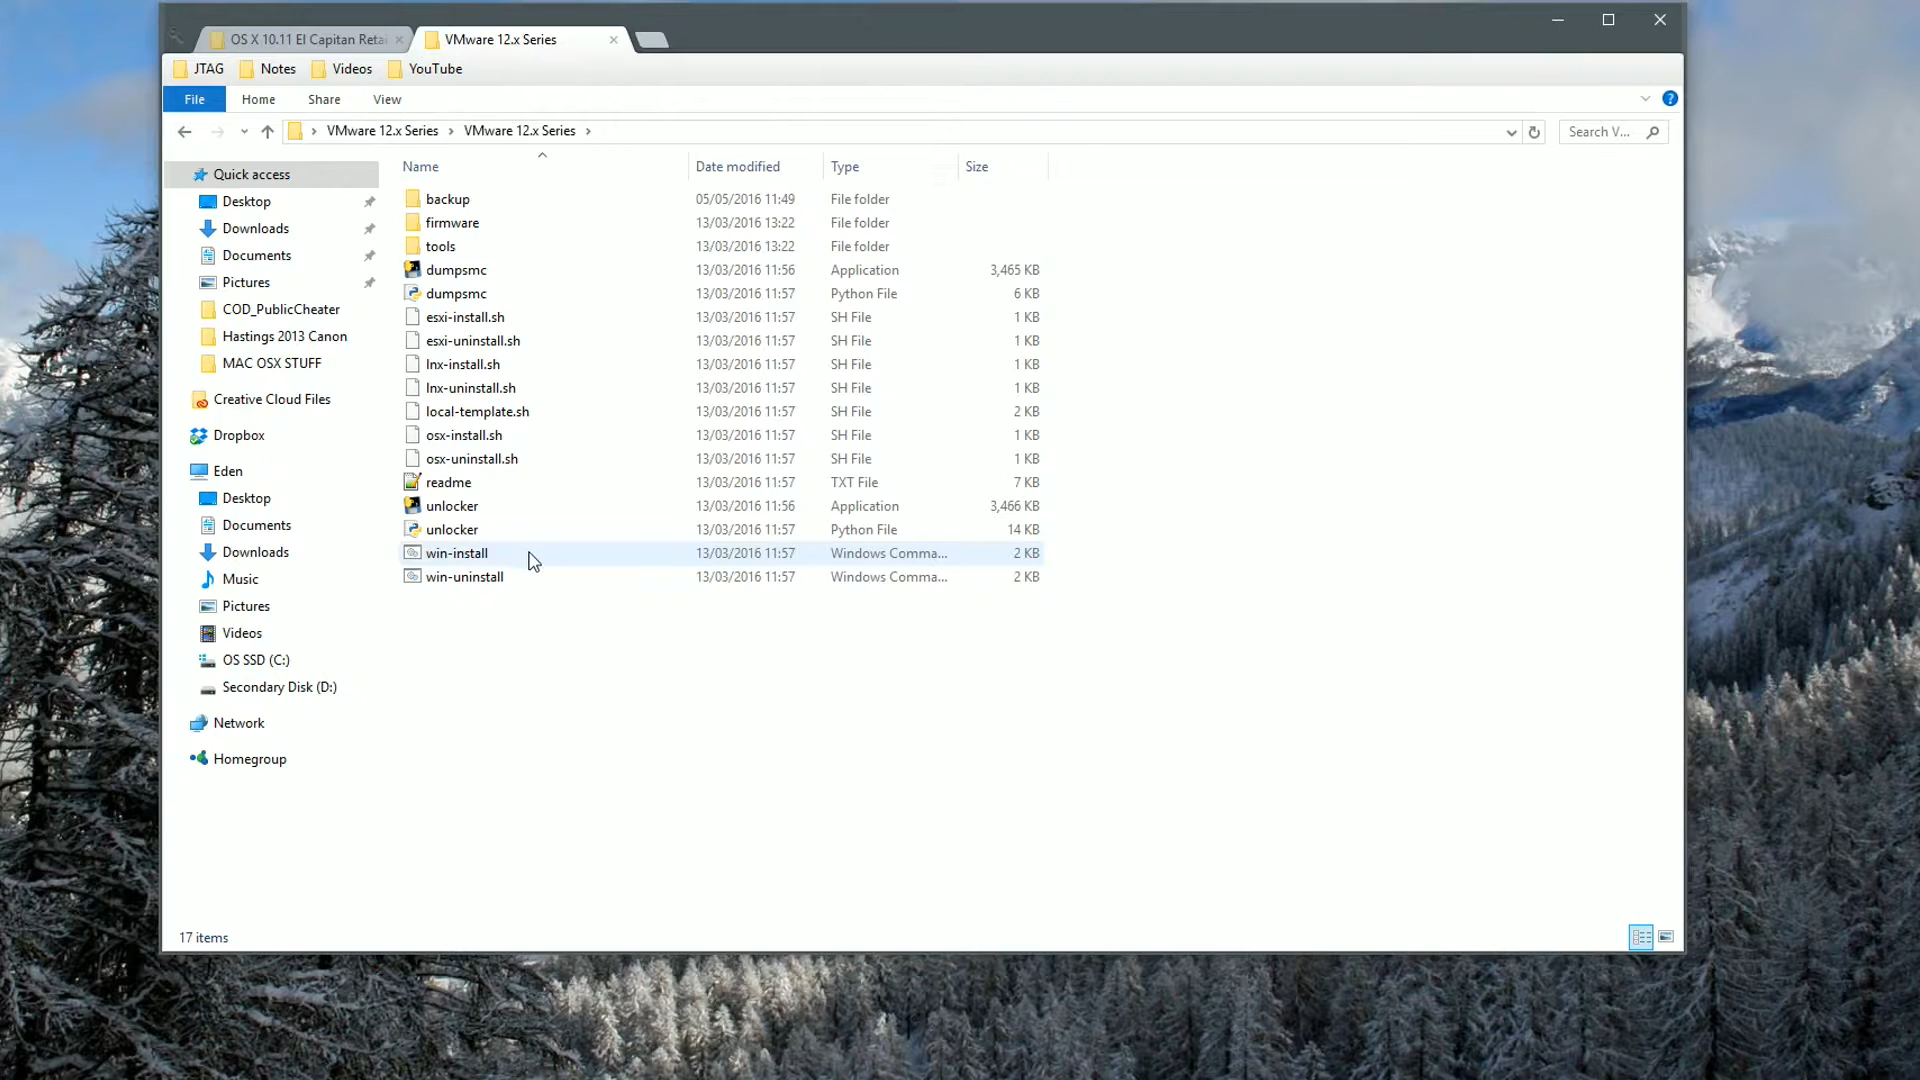 OS X 10.11 El Capitan Retai
VMware 12.x Series
JTAG Notes Videos YouTube
File Home Share View
VMware 12.x Series VMware 12.x Series Search V...
Name Date modified Type Size
Quick access
Desktop
Downloads
Documents
Pictures
COD_PublicCheater
Hastings 2013 Canon
MAC OSX STUFF
Creative Cloud Files
Dropbox
Eden
Desktop
Documents
Downloads
Music
Pictures
Videos
OS SSD (C:)
Secondary Disk (D:)
Network
Homegroup
backup 05/05/2016 11:49 File folder
firmware 13/03/2016 13:22 File folder
tools 13/03/2016 13:22 File folder
dumpsmc 13/03/2016 11:56 Application 3,465 KB
dumpsmc 13/03/2016 11:57 Python File 6 KB
esxi-install.sh 13/03/2016 11:57 SH File 1 KB
esxi-uninstall.sh 13/03/2016 11:57 SH File 1 KB
lnx-install.sh 13/03/2016 11:57 SH File 1 KB
lnx-uninstall.sh 13/03/2016 11:57 SH File 1 KB
local-template.sh 13/03/2016 11:57 SH File 2 KB
osx-install.sh 13/03/2016 11:57 SH File 1 KB
osx-uninstall.sh 13/03/2016 11:57 SH File 1 KB
readme 13/03/2016 11:57 TXT File 7 KB
unlocker 13/03/2016 11:56 Application 3,466 KB
unlocker 13/03/2016 11:57 Python File 14 KB
win-install 13/03/2016 11:57 Windows Comma... 2 KB
win-uninstall 13/03/2016 11:57 Windows Comma... 2 KB
17 items